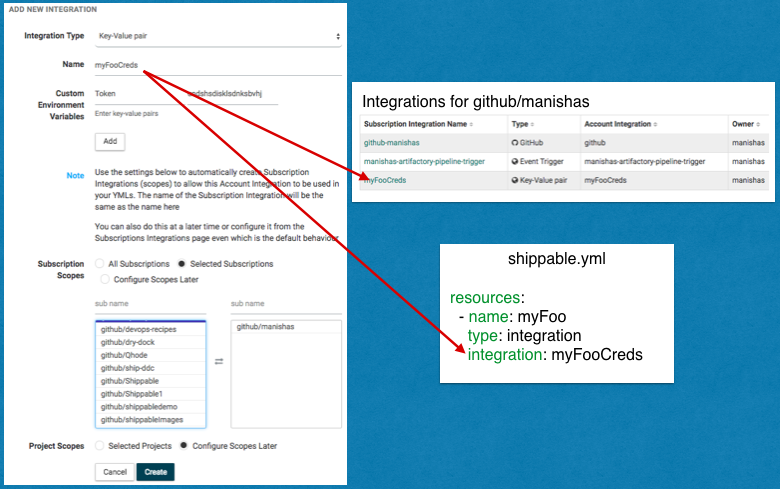 ADD NEW INTEGRATION
Integration Type Key-Value pair
Name myFooCreds
Custom Environment Variables Token
Enter key-value pairs
Add
Note
Use the settings below to automatically create Subscription
Integrations (scopes) to allow this Account Integration to be used in
your YMLs. The name of the Subscription Integration will be the
same as the name here
You can also do this at a later time or configure it from the
Subscriptions Integrations page even which is the default behaviour
Subscription Scopes All Subscriptions Selected Subscriptions
Configure Scopes Later
sub name sub name
github/devops-recipes github/manishas
github/dry-dock
github/Qhode
github/ship-ddc
github/Shippable
github/Shippable1
github/shippabledemo
github/shippableImages
Project Scopes Selected Projects Configure Scopes Later
Cancel Create
Integrations for github/manishas
Subscription Integration Name Type Account Integration Owner
github-manishas GitHub github manishas
manishas-artifactory-pipeline-trigger Event Trigger manishas-artifactory-pipeline-trigger manishas
myFooCreds Key-Value pair myFooCreds manishas
shippable.yml
resources:
- name: myFoo
type: integration
integration: myFooCreds